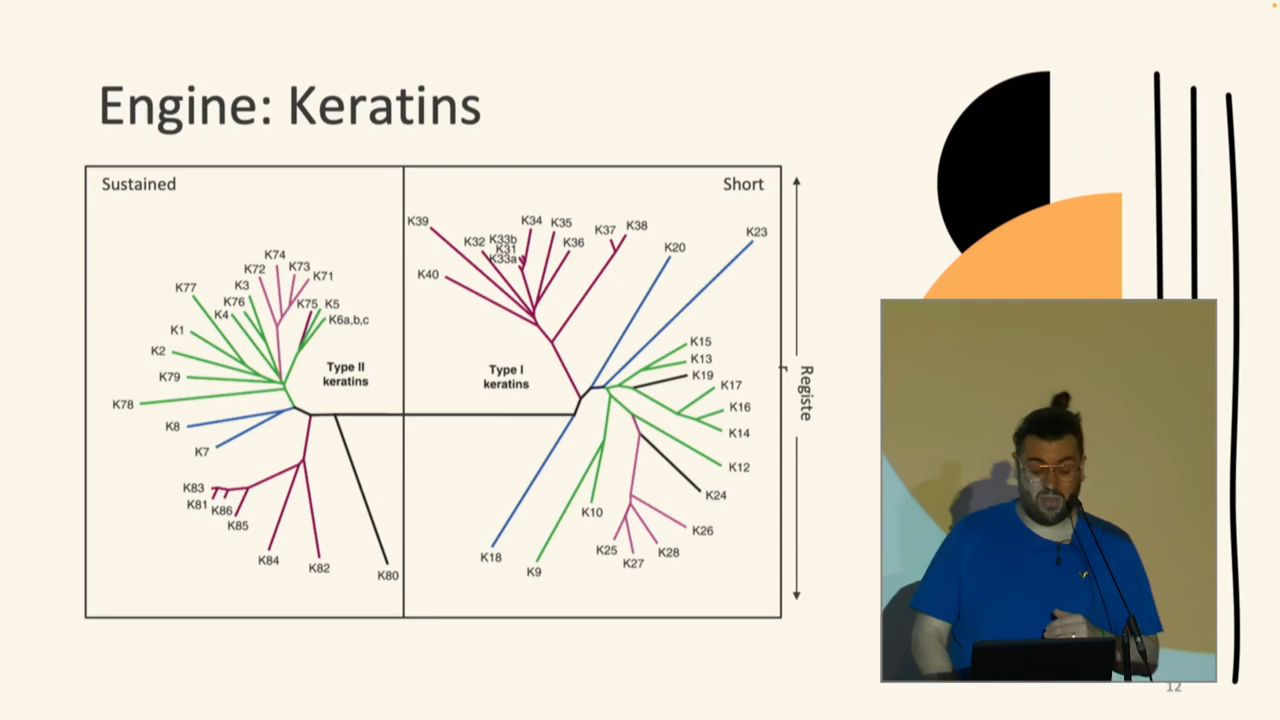 Engine: Keratins
Sustained
Short
K39
K34
K35
K37
K38
K23
K32
K33b
K31
K33a
K36
K20
K40
K74
K72
K73
K71
K77
K3
K76
K4
K75
K5
K6a,b,c
K1
K2
K79
K78
K8
K7
Type II
keratins
Type I
keratins
K15
K13
K19
K17
K16
K14
K12
K24
K26
K28
K27
K25
K10
K9
K18
K83
K81
K86
K85
K84
K82
K80
Registe
12